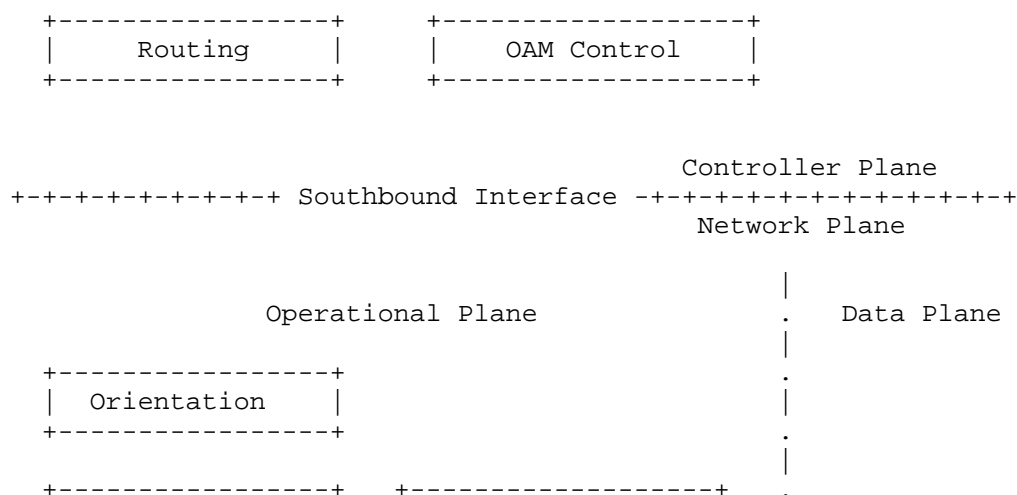 +-----------------+     +-------------------+
|     Routing     |     |    OAM Control    |
+-----------------+     +-------------------+
Controller Plane
+-+-+-+-+-+-+-+-+ Southbound Interface -+-+-+-+-+-+-+-+-+-+-+-+
Network Plane
|
Operational Plane               .   Data Plane
|
+-----------------+                           .
|  Orientation    |                           |
+-----------------+                           .
|
+-----------------+   +-------------------+   .